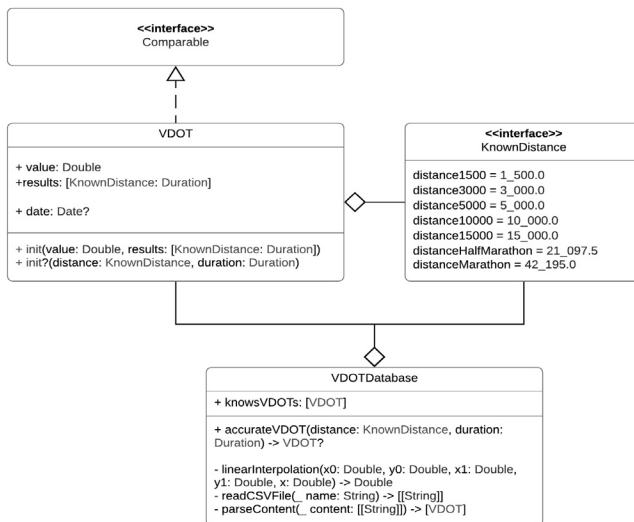 <<interface>>
Comparable
VDOT
+ value: Double
+results: [KnownDistance: Duration]
+ date: Date?
+ init(value: Double, results: [KnownDistance: Duration])
+ init?(distance: KnownDistance, duration: Duration)
<<interface>>
KnownDistance
distance1500 = 1_500.0
distance3000 = 3_000.0
distance5000 = 5_000.0
distance10000 = 10_000.0
distance15000 = 15_000.0
distanceHalfMarathon = 21_097.5
distanceMarathon = 42_195.0
VDOTDatabase
+ knowsVDOTs: [VDOT]
+ accurateVDOT(distance: KnownDistance, duration:
Duration) -> VDOT?
- linearInterpolation(x0: Double, y0: Double, x1: Double,
y1: Double, x: Double) -> Double
- readCSVFile(_ name: String) -> [[String]]
- parseContent(_ content: [[String]]) -> [VDOT]